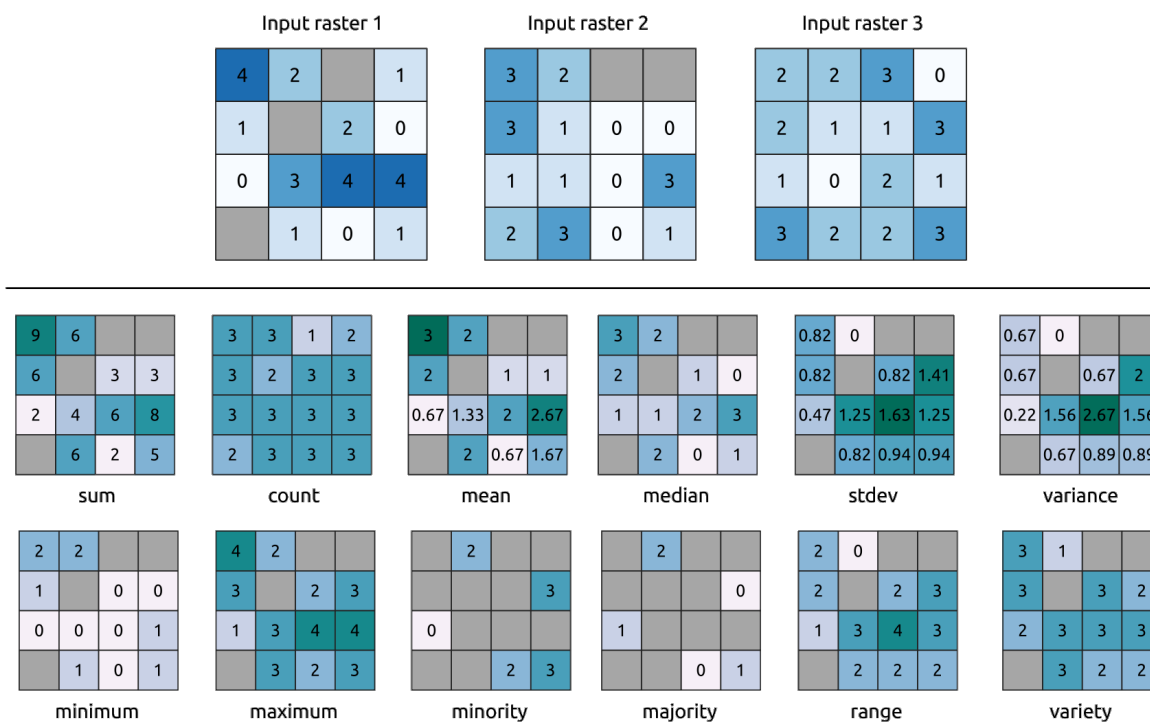 Input raster 1 Input raster 2 Input raster 3
4 2 1 3 2 2 2 3 0
1 2 0 3 1 0 0 2 1 1 3
0 3 4 4 1 1 0 3 1 0 2 1
1 0 1 2 3 0 1 3 2 2 3
9 6 3 3 1 2 3 2 3 2 0.82 0 0.67 0
6 3 3 3 2 3 3 2 1 1 2 1 0 0.82 0.82 1.41 0.67 0.67 2
2 4 6 8 3 3 3 3 0.67 1.33 2 2.67 1 1 2 3 0.47 1.25 1.63 1.25 0.22 1.56 2.67 1.56
6 2 5 2 3 3 3 2 0.67 1.67 2 0 1 0.82 0.94 0.94 0.67 0.89 0.89
sum count mean median stdev variance
2 2 4 2 2 2 2 0 3 1
1 0 0 3 2 3 3 0 2 2 3 3 3 2
0 0 0 1 1 3 4 4 0 1 1 3 4 3 2 3 3 3
1 0 1 3 2 3 2 3 0 1 2 2 2 3 2 2
minimum maximum minority majority range variety